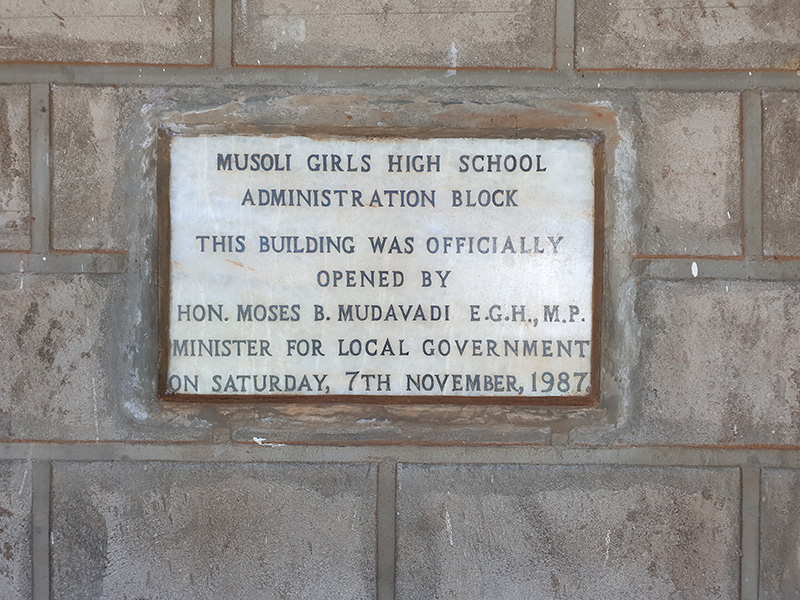 MUSOLI GIRLS HIGH SCHOOL
ADMINISTRATION BLOCK
THIS BUILDING WAS OFFICIALLY
OPENED BY
HON. MOSES B. MUDAVADI E.G.H., M.P.
MINISTER FOR LOCAL GOVERNMENT
ON SATURDAY, 7TH NOVEMBER, 1987.